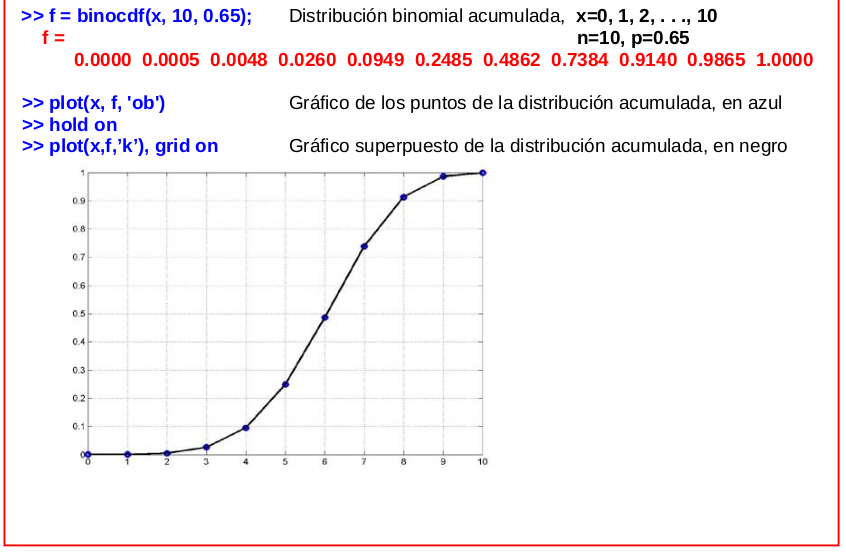 >> f = binocdf(x, 10, 0.65); Distribución binomial acumulada, x=0, 1, 2, . . ., 10
f = n=10, p=0.65
0.0000 0.0005 0.0048 0.0260 0.0949 0.2485 0.4862 0.7384 0.9140 0.9865 1.0000
>> plot(x, f, 'ob') Gráfico de los puntos de la distribución acumulada, en azul
>> hold on
>> plot(x,f,’k’), grid on Gráfico superpuesto de la distribución acumulada, en negro
1
0.9
0.8
0.7
0.6
0.5
0.4
0.3
0.2
0.1
0
0 1 2 3 4 5 6 7 8 9 10